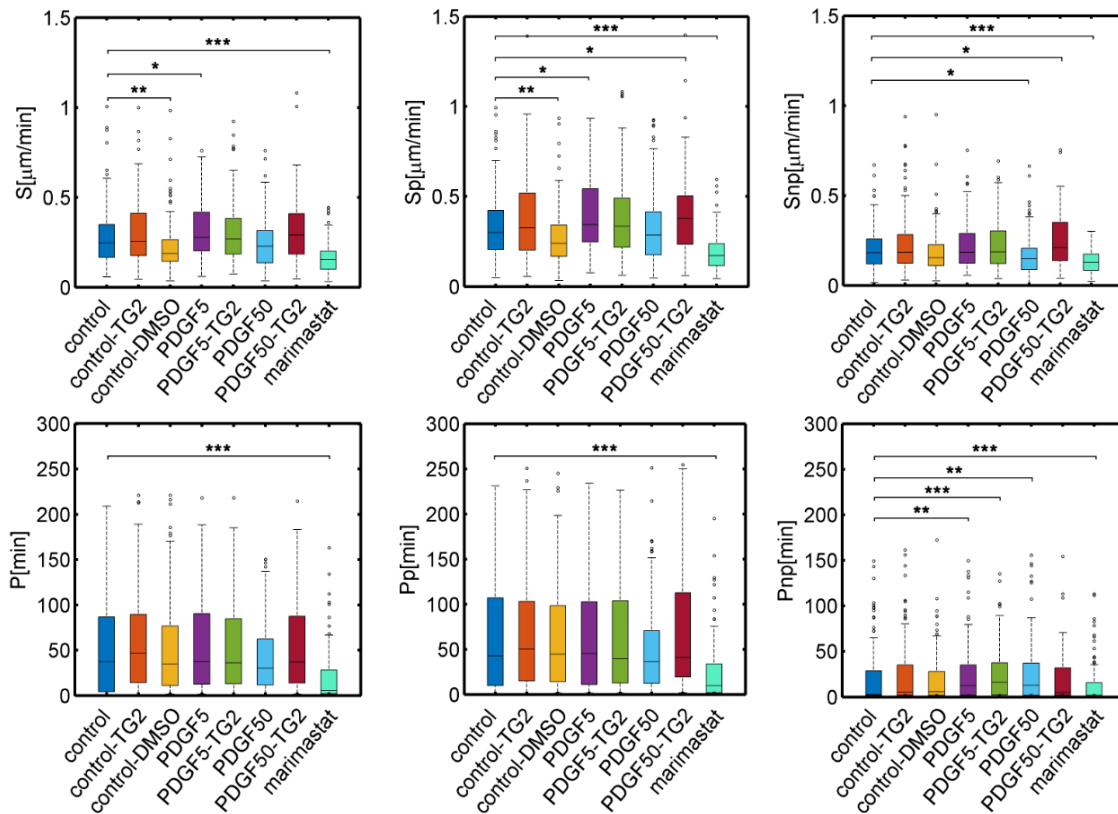 1.5
1
0.5
0
S[μm/min]
***
*
**
control
control-TG2
control-DMSO
PDGF5
PDGF5-TG2
PDGF50
PDGF50-TG2
marimastat
1.5
1
0.5
0
Sp[μm/min]
***
*
*
**
control
control-TG2
control-DMSO
PDGF5
PDGF5-TG2
PDGF50
PDGF50-TG2
marimastat
1.5
1
0.5
0
Snp[μm/min]
***
*
*
control
control-TG2
control-DMSO
PDGF5
PDGF5-TG2
PDGF50
PDGF50-TG2
marimastat
300
250
200
150
100
50
0
P[min]
***
control
control-TG2
control-DMSO
PDGF5
PDGF5-TG2
PDGF50
PDGF50-TG2
marimastat
300
250
200
150
100
50
0
Pp[min]
***
control
control-TG2
control-DMSO
PDGF5
PDGF5-TG2
PDGF50
PDGF50-TG2
marimastat
300
250
200
150
100
50
0
Pnp[min]
***
**
***
**
control
control-TG2
control-DMSO
PDGF5
PDGF5-TG2
PDGF50
PDGF50-TG2
marimastat